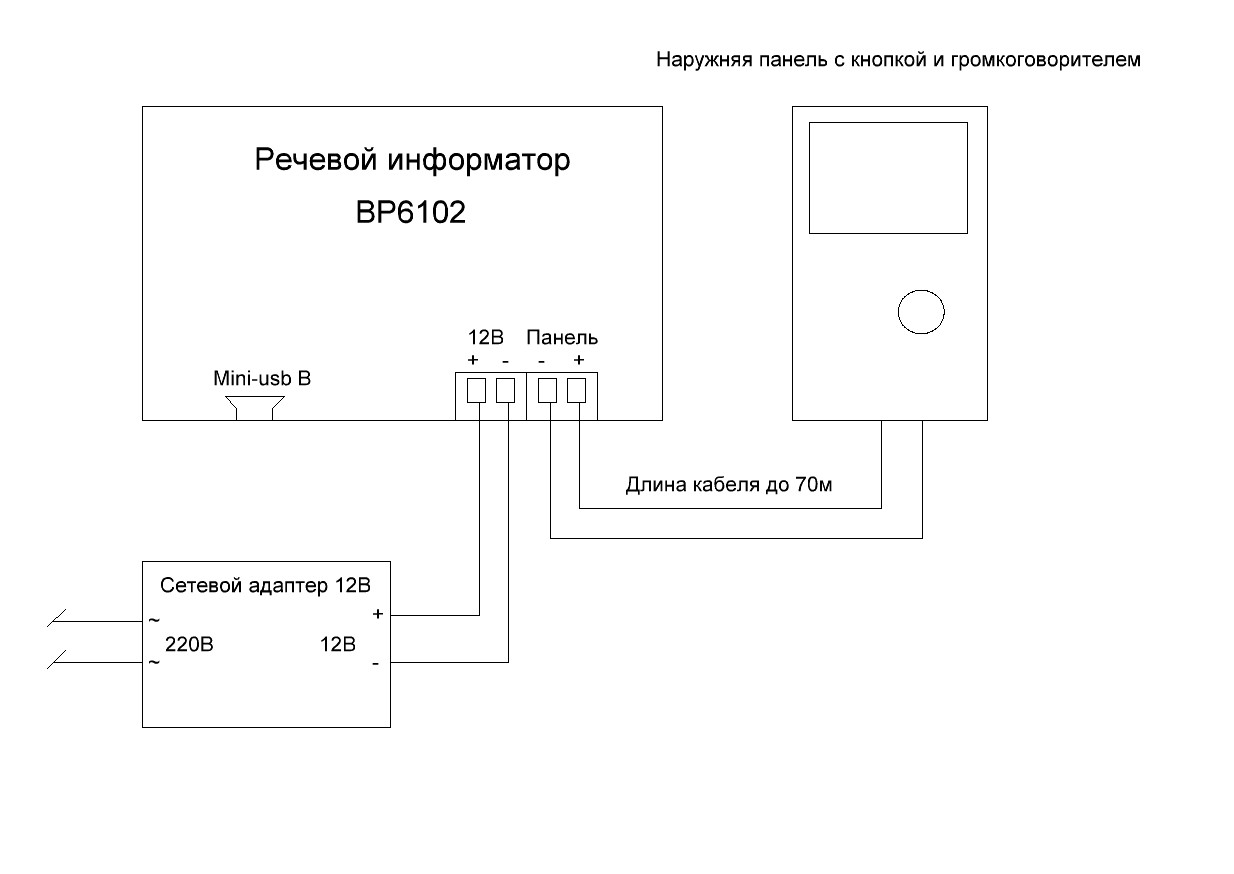 Наружняя панель с кнопкой и громкоговорителем
Речевой информатор
ВР6102
12В Панель
+ - - +
Mini-usb B
Длина кабеля до 70м
Сетевой адаптер 12В
~ +
220В 12В
~ -